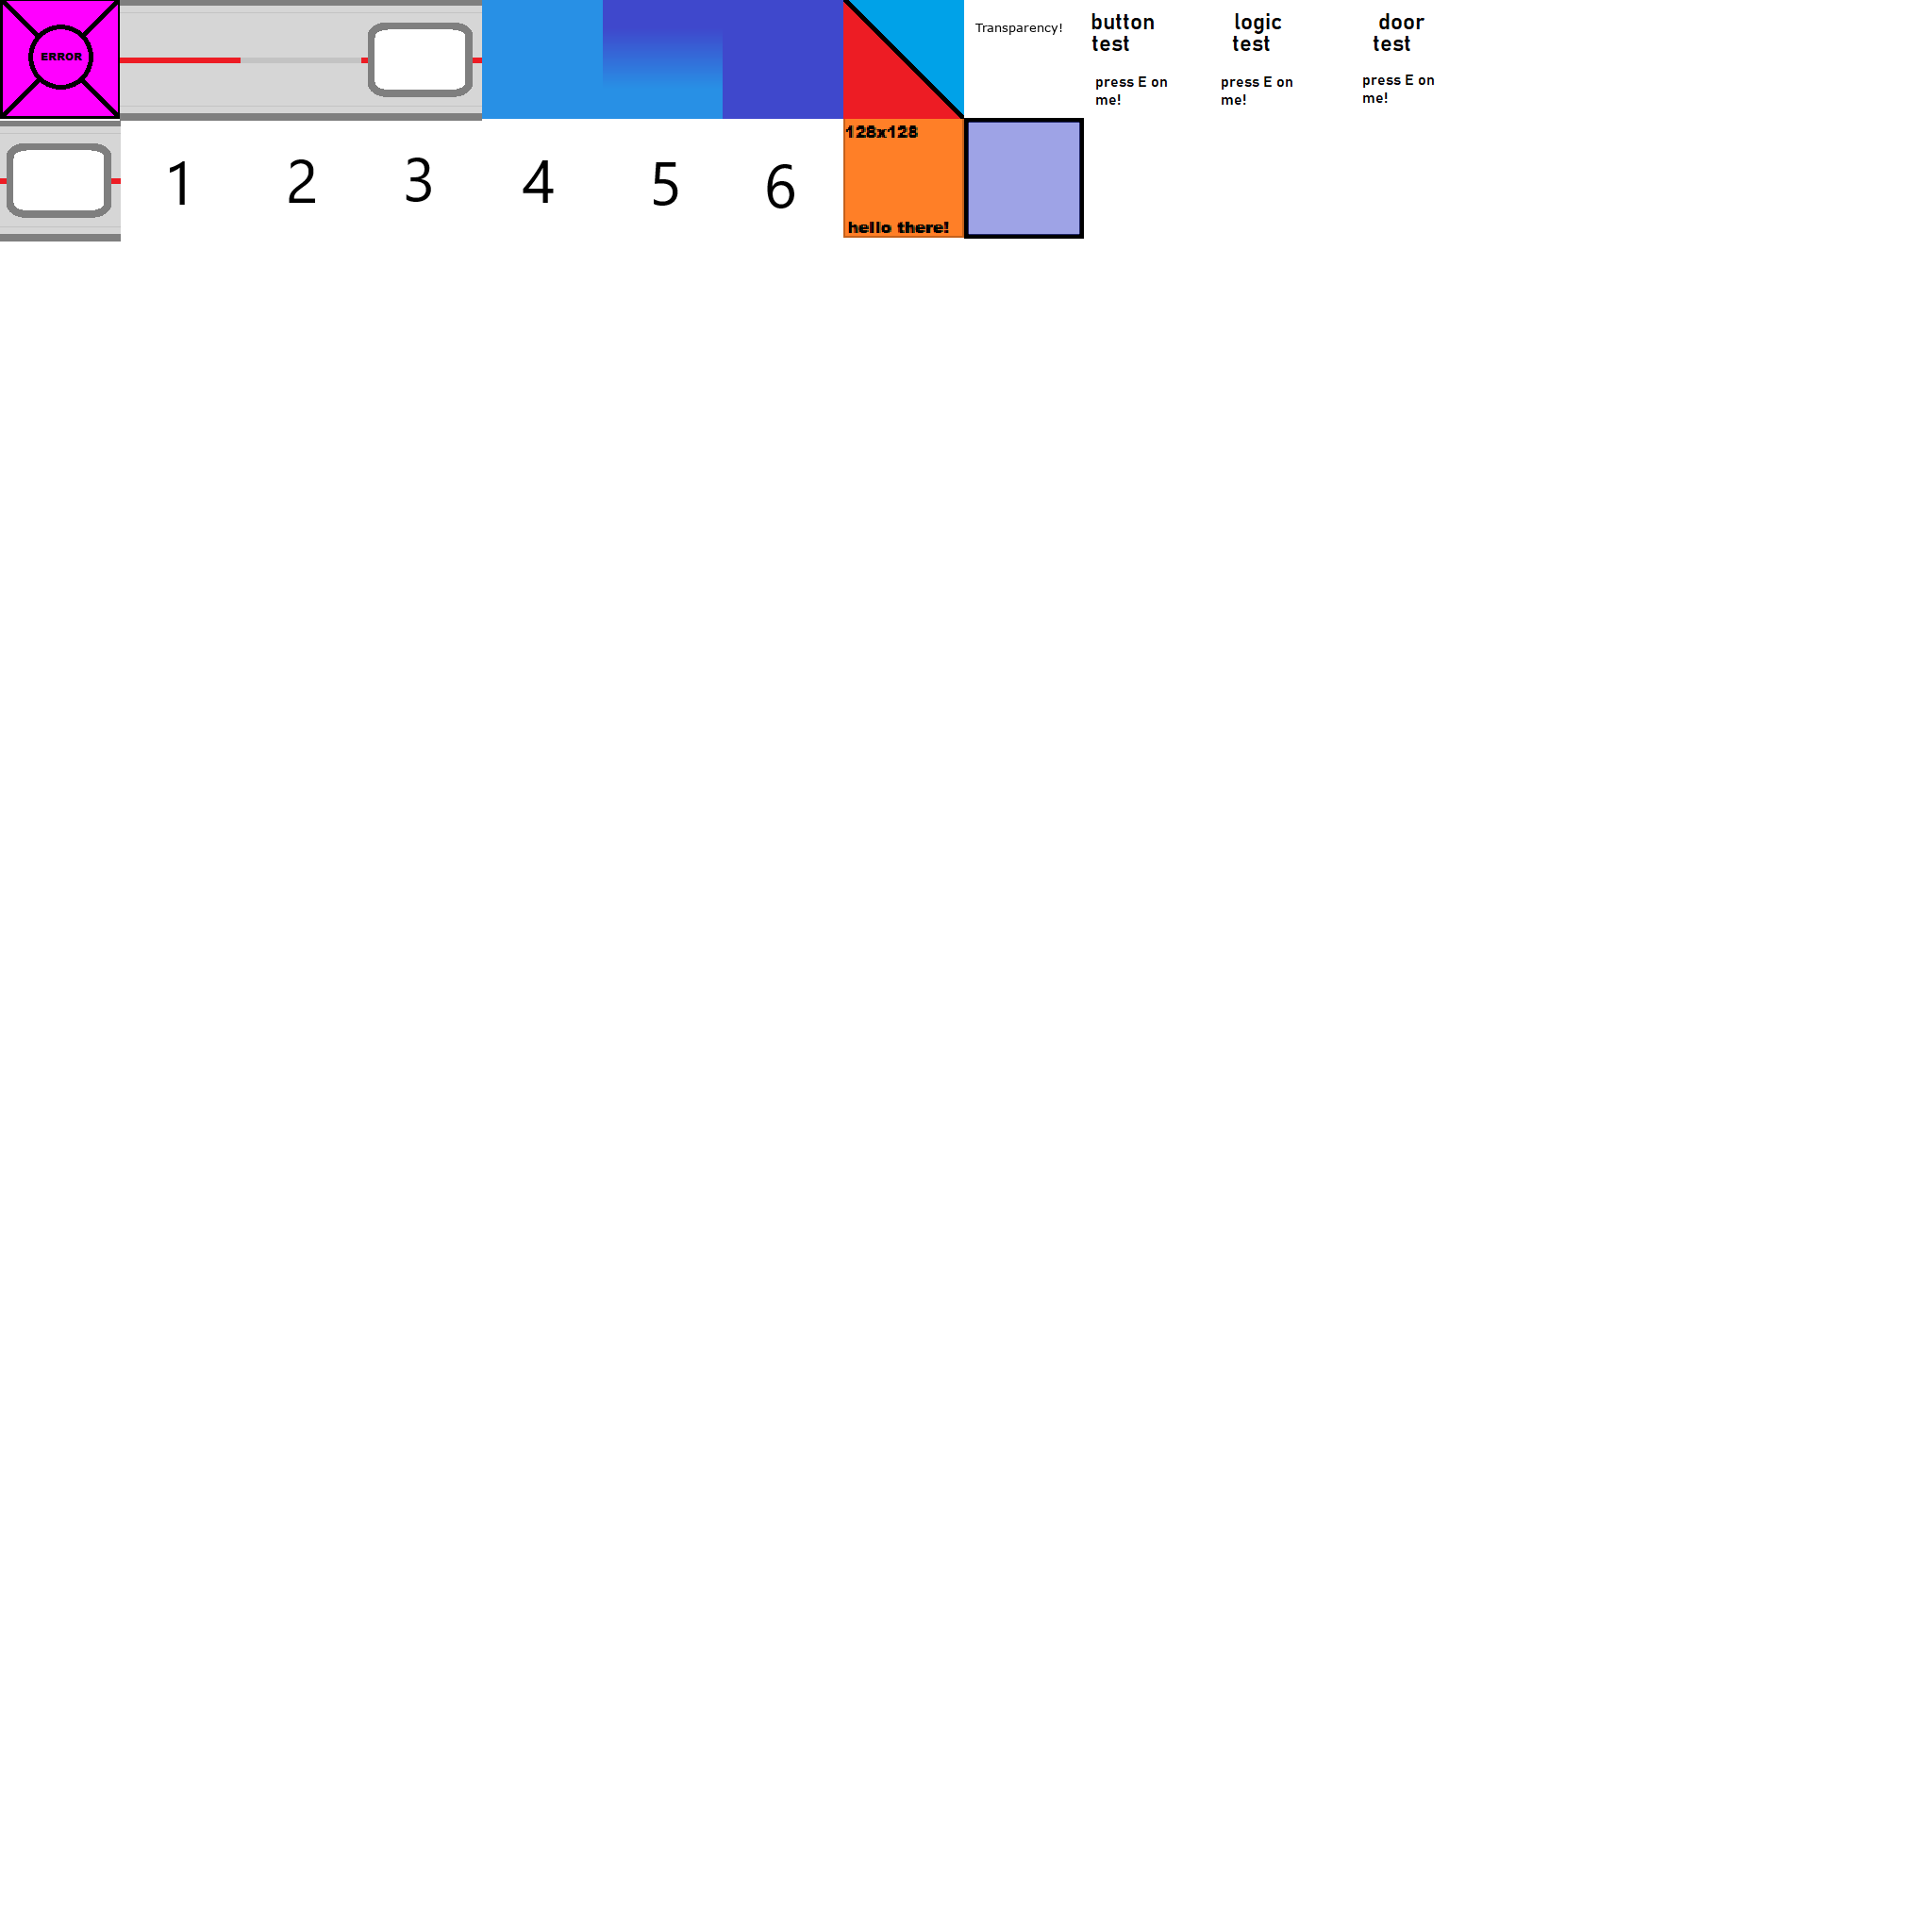 ERROR
Transparency!
button
test
press E on
me!
logic
test
press E on
me!
door
test
press E on
me!
1 2 3 4 5 6
128x128
hello there!